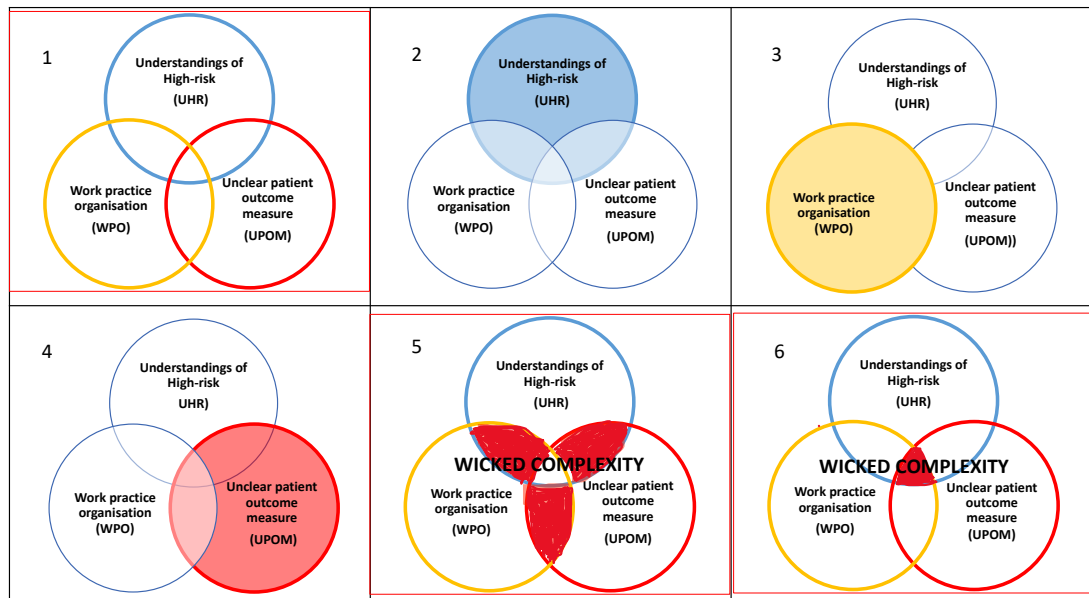 1
Understandings of
High-risk
(UHR)
Work practice
organisation
(WPO)
Unclear patient
outcome
measure
(UPOM)
2
Understandings of
High-risk
(UHR)
Work practice
organisation
(WPO)
Unclear patient
outcome
measure
(UPOM)
3
Understandings of
High-risk
(UHR)
Work practice
organisation
(WPO)
Unclear patient
outcome
measure
(UPOM))
4
Understandings of
High-risk
UHR)
Work practice
organisation
(WPO)
Unclear patient
outcome
measure
(UPOM)
5
Understandings of
High-risk
(UHR)
WICKED COMPLEXITY
Work practice
organisation
(WPO)
Unclear patient
outcome
measure
(UPOM)
6
Understandings of
High-risk
(UHR)
WICKED COMPLEXITY
Work practice
organisation
(WPO)
Unclear patient
outcome
measure
(UPOM)